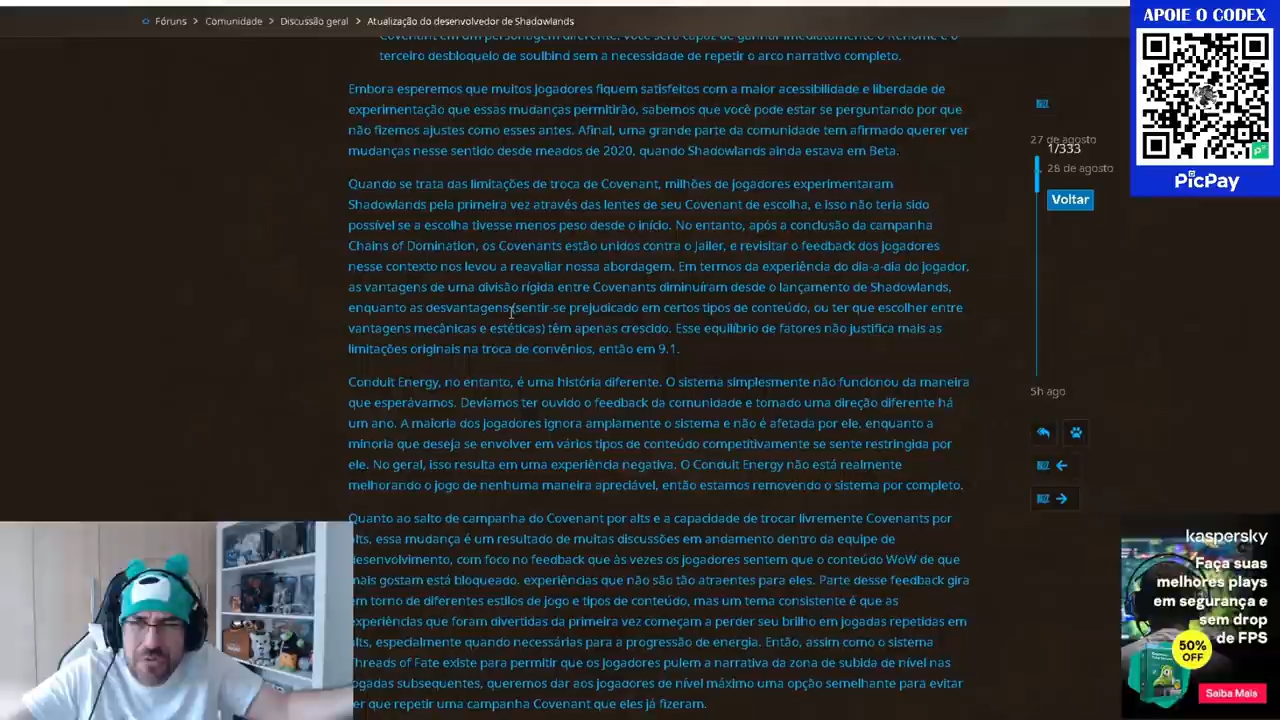 Fóruns > Comunidade > Discussão geral > Atualização do desenvolvedor de Shadowlands
APOIE O CODEX
PicPay
Covenant em um personagem diferente, você será capaz de ganhar imediatamente o Renome e o
terceiro desbloqueio de soulbind sem a necessidade de repetir o arco narrativo completo.
Embora esperemos que muitos jogadores fiquem satisfeitos com a maior acessibilidade e liberdade de
experimentação que essas mudanças permitirão, sabemos que você pode estar se perguntando por que
não fizemos ajustes como esses antes. Afinal, uma grande parte da comunidade tem afirmado querer ver
mudanças nesse sentido desde meados de 2020, quando Shadowlands ainda estava em Beta.
Quando se trata das limitações de troca de Covenant, milhões de jogadores experimentaram
Shadowlands pela primeira vez através das lentes de seu Covenant de escolha, e isso não teria sido
possível se a escolha tivesse menos peso desde o início. No entanto, após a conclusão da campanha
Chains of Domination, os Covenants estão unidos contra o Jailer, e revisitar o feedback dos jogadores
nesse contexto nos levou a reavaliar nossa abordagem. Em termos da experiência do dia-a-dia do jogador,
as vantagens de uma divisão rígida entre Covenants diminuíram desde o lançamento de Shadowlands,
enquanto as desvantagens (sentir-se prejudicado em certos tipos de conteúdo, ou ter que escolher entre
vantagens mecânicas e estéticas) têm apenas crescido. Esse equilíbrio de fatores não justifica mais as
limitações originais na troca de convênios, então em 9.1.
Conduit Energy, no entanto, é uma história diferente. O sistema simplesmente não funcionou da maneira
que esperávamos. Devíamos ter ouvido o feedback da comunidade e tomado uma direção diferente há
um ano. A maioria dos jogadores ignora amplamente o sistema e não é afetada por ele, enquanto a
minoria que deseja se envolver em vários tipos de conteúdo competitivamente se sente restringida por
ele. No geral, isso resulta em uma experiência negativa. O Conduit Energy não está realmente
melhorando o jogo de nenhuma maneira apreciável, então estamos removendo o sistema por completo.
Quanto ao salto de campanha do Covenant por alts e a capacidade de trocar livremente Covenants por
alts, essa mudança é um resultado de muitas discussões em andamento dentro da equipe de
desenvolvimento, com foco no feedback que às vezes os jogadores sentem que o conteúdo WoW de que
mais gostam está bloqueado. experiências que não são tão atraentes para eles. Parte desse feedback gira
em torno de diferentes estilos de jogo e tipos de conteúdo, mas um tema consistente é que as
experiências que foram divertidas da primeira vez começam a perder seu brilho em jogadas repetidas em
alts, especialmente quando necessárias para a progressão de energia. Então, assim como o sistema
Threads of Fate existe para permitir que os jogadores pulem a narrativa da zona de subida de nível nas
jogadas subsequentes, queremos dar aos jogadores de nível máximo uma opção semelhante para evitar
ter que repetir uma campanha Covenant que eles já fizeram.
27 de agosto
1/333
28 de agosto
Voltar
5h ago
kaspersky
Faça suas
melhores plays
em segurança e
sem drop
de FPS
50%
OFF
Saiba Mais